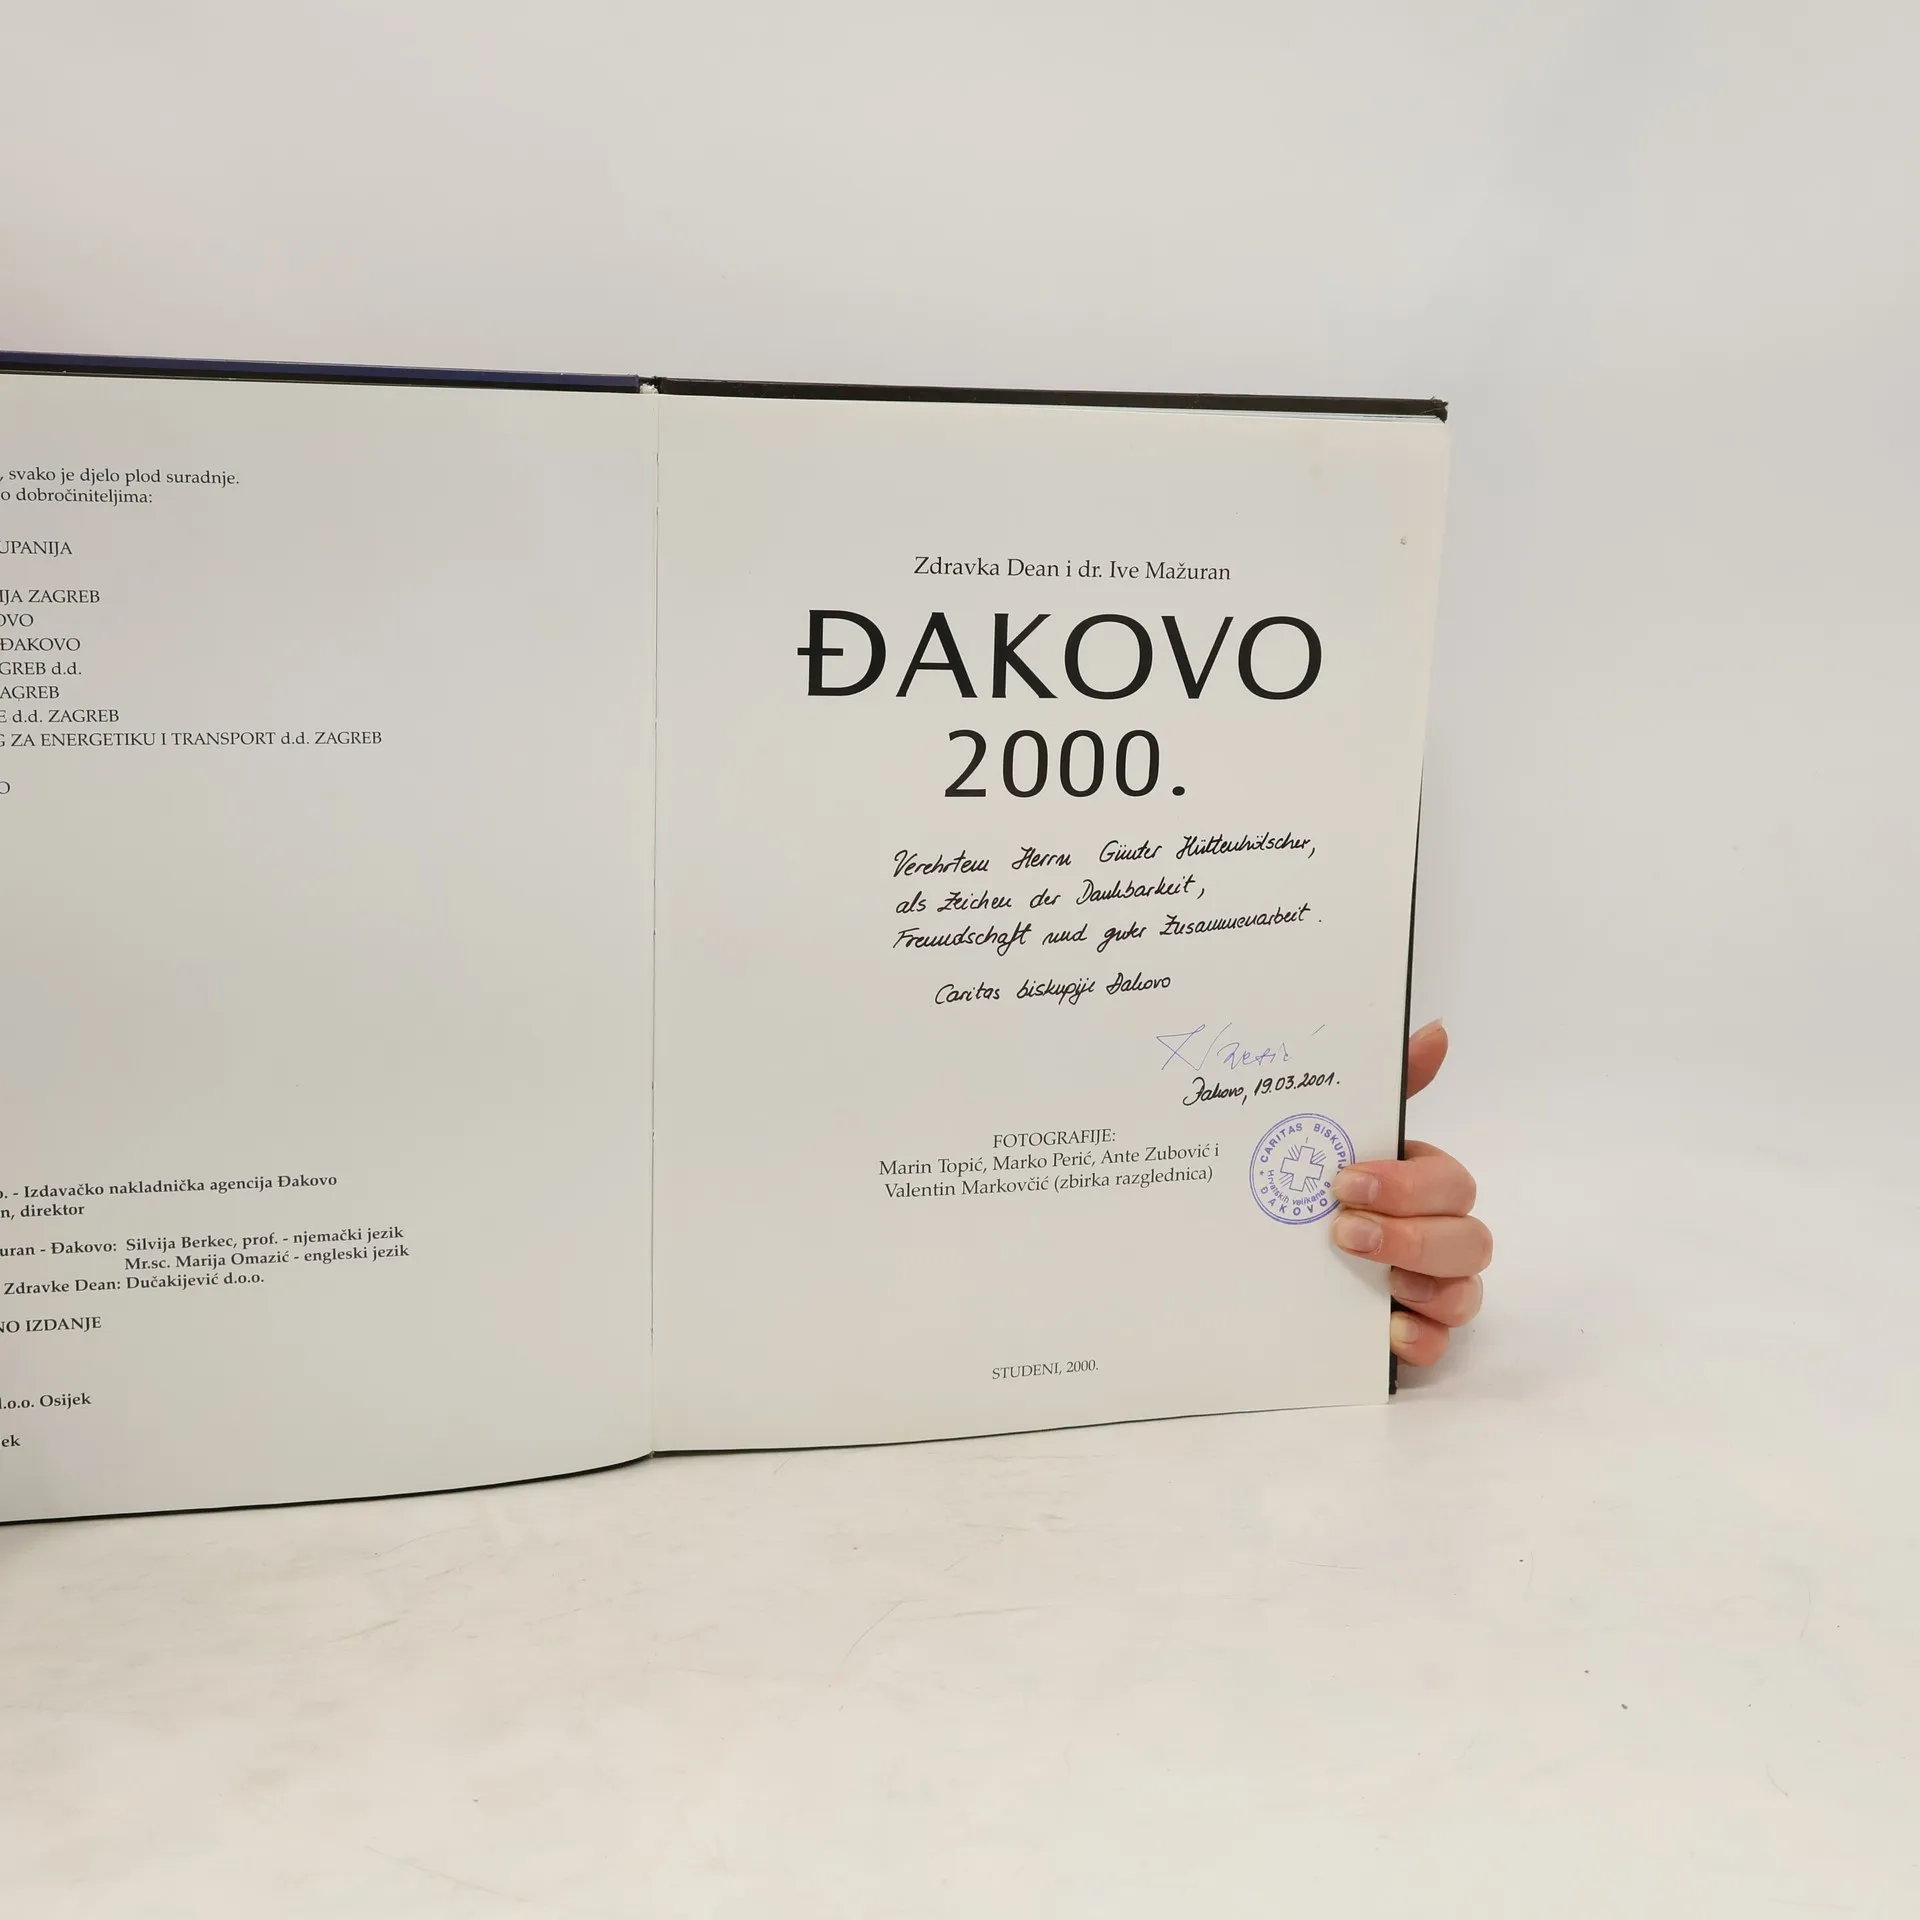 , svako je djelo plod suradnje.
o dobročiniteljima:
UPANIJA
IJA ZAGREB
OVO
ĐAKOVO
GREB d.d.
AGREB
E d.d. ZAGREB
G ZA ENERGETIKU I TRANSPORT d.d. ZAGREB
O
o. - Izdavačko nakladnička agencija Đakovo
n, direktor
uran - Đakovo: Silvija Berkec, prof. - njemački jezik
Mr.sc. Marija Omazić - engleski jezik
Zdravke Dean: Dučakijević d.o.o.
NO IZDANJE
d.o.o. Osijek
ek
Zdravka Dean i dr. Ive Mažuran
ĐAKOVO
2000.
Verehrtem Herrn Günter Hüttenhölscher,
als Zeichen der Dankbarkeit,
Freundschaft und guter Zusammenarbeit.
Caritas biskupije Đakovo
Đakovo, 19.03.2001.
FOTOGRAFIJE:
Marin Topić, Marko Perić, Ante Zubović i
Valentin Markovčić (zbirka razglednica)
CARITAS BISKUPIJE
Hrvatskih velikana 9
ĐAKOVO
STUDENI, 2000.